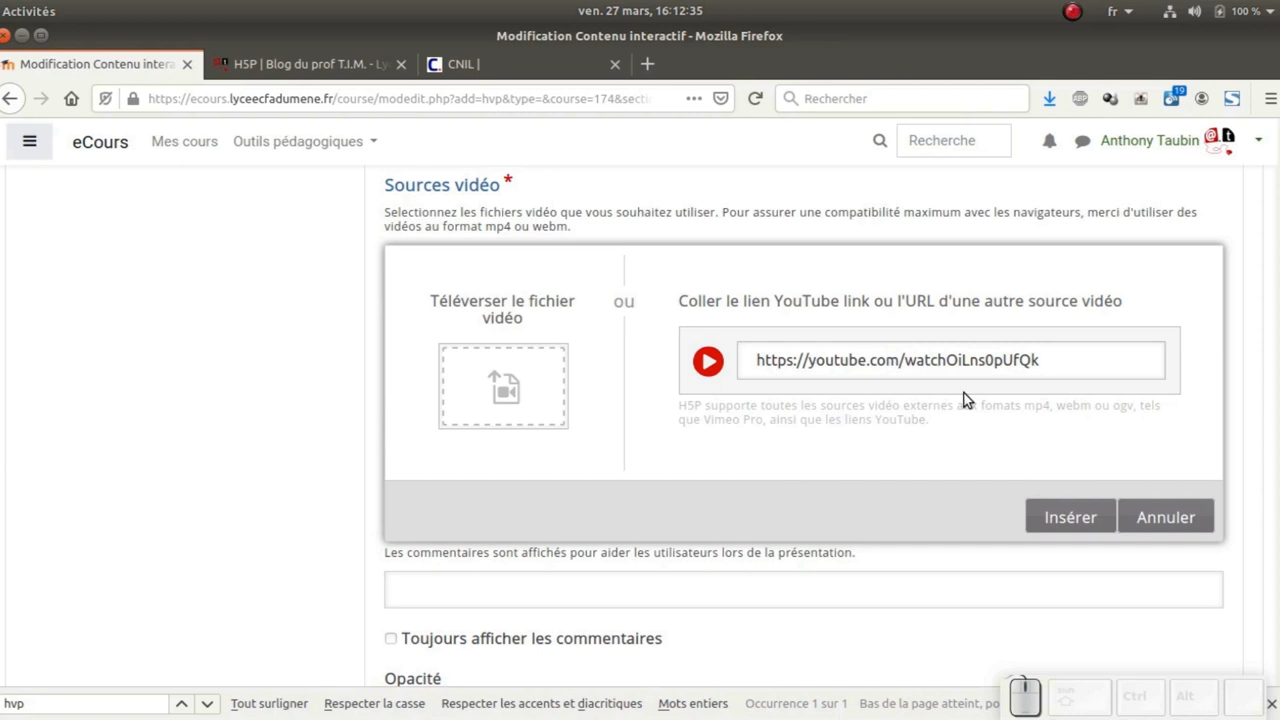 Activités
ven. 27 mars, 16:12:35
fr
100 %
Modification Contenu interactif - Mozilla Firefox
Modification Contenu intera
H5P | Blog du prof T.I.M. - Ly
CNIL |
https://ecours.lyceecfadumene.fr/course/modedit.php?add=hvp&type=&course=174&secti
Rechercher
ABP
19
eCours
Mes cours
Outils pédagogiques
Recherche
Anthony Taubin
Sources vidéo *
Selectionnez les fichiers vidéo que vous souhaitez utiliser. Pour assurer une compatibilité maximum avec les navigateurs, merci d'utiliser des
vidéos au format mp4 ou webm.
Téléverser le fichier
vidéo
ou
Coller le lien YouTube link ou l'URL d'une autre source vidéo
https://youtube.com/watchOiLns0pUfQk
H5P supporte toutes les sources vidéo externes aux fomats mp4, webm ou ogv, tels
que Vimeo Pro, ainsi que les liens YouTube.
Insérer
Annuler
Les commentaires sont affichés pour aider les utilisateurs lors de la présentation.
Toujours afficher les commentaires
Opacité
hvp
Tout surligner
Respecter la casse
Respecter les accents et diacritiques
Mots entiers
Occurrence 1 sur 1
Bas de la page atteint, po
Shift
Ctrl
Alt